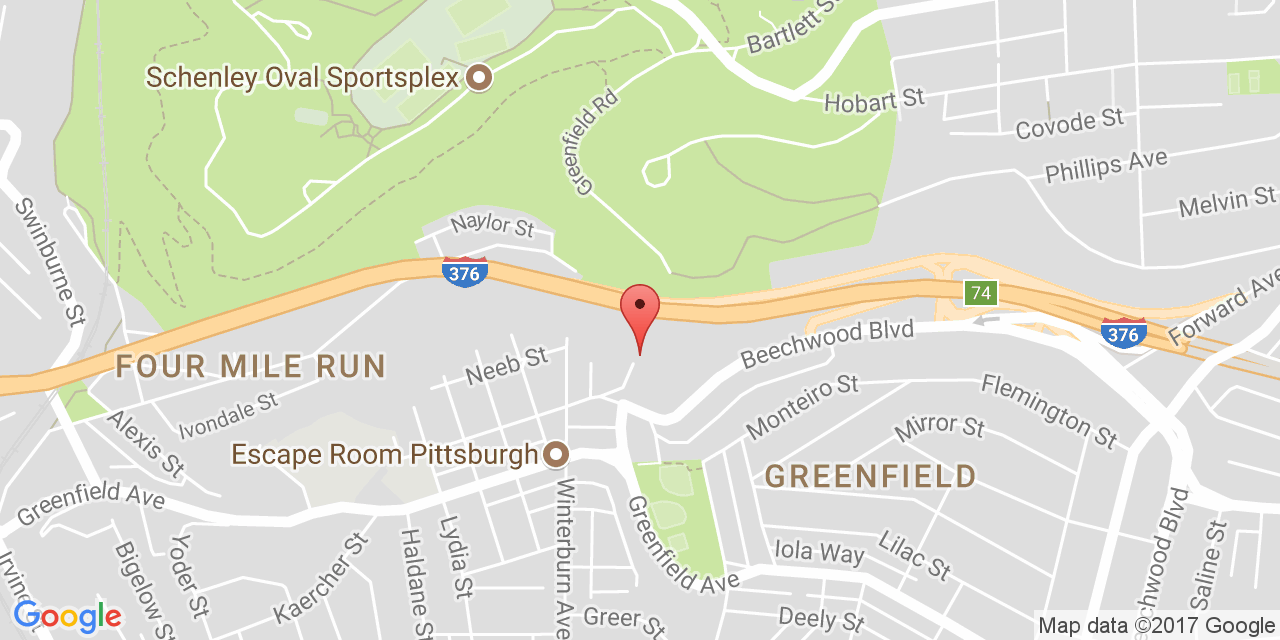 Bartlett St
Schenley Oval Sportsplex
Hobart St
Greenfield Rd
Covode St
Phillips Ave
Melvin St
Swinburne St
Naylor St
376
74
376
Forward Ave
Beechwood Blvd
FOUR MILE RUN
Neeb St
Monteiro St
Flemington St
Ivondale St
Alexis St
Mirror St
Escape Room Pittsburgh
GREENFIELD
Greenfield Ave
Winterburn Ave
Greenfield Ave
Lydia St
Haldane St
Kaercher St
Yoder St
Bigelow St
Irvine
Iola Way
Lilac St
echwood Blvd
Saline St
Greer St
Deely St
Google
Map data ©2017 Google